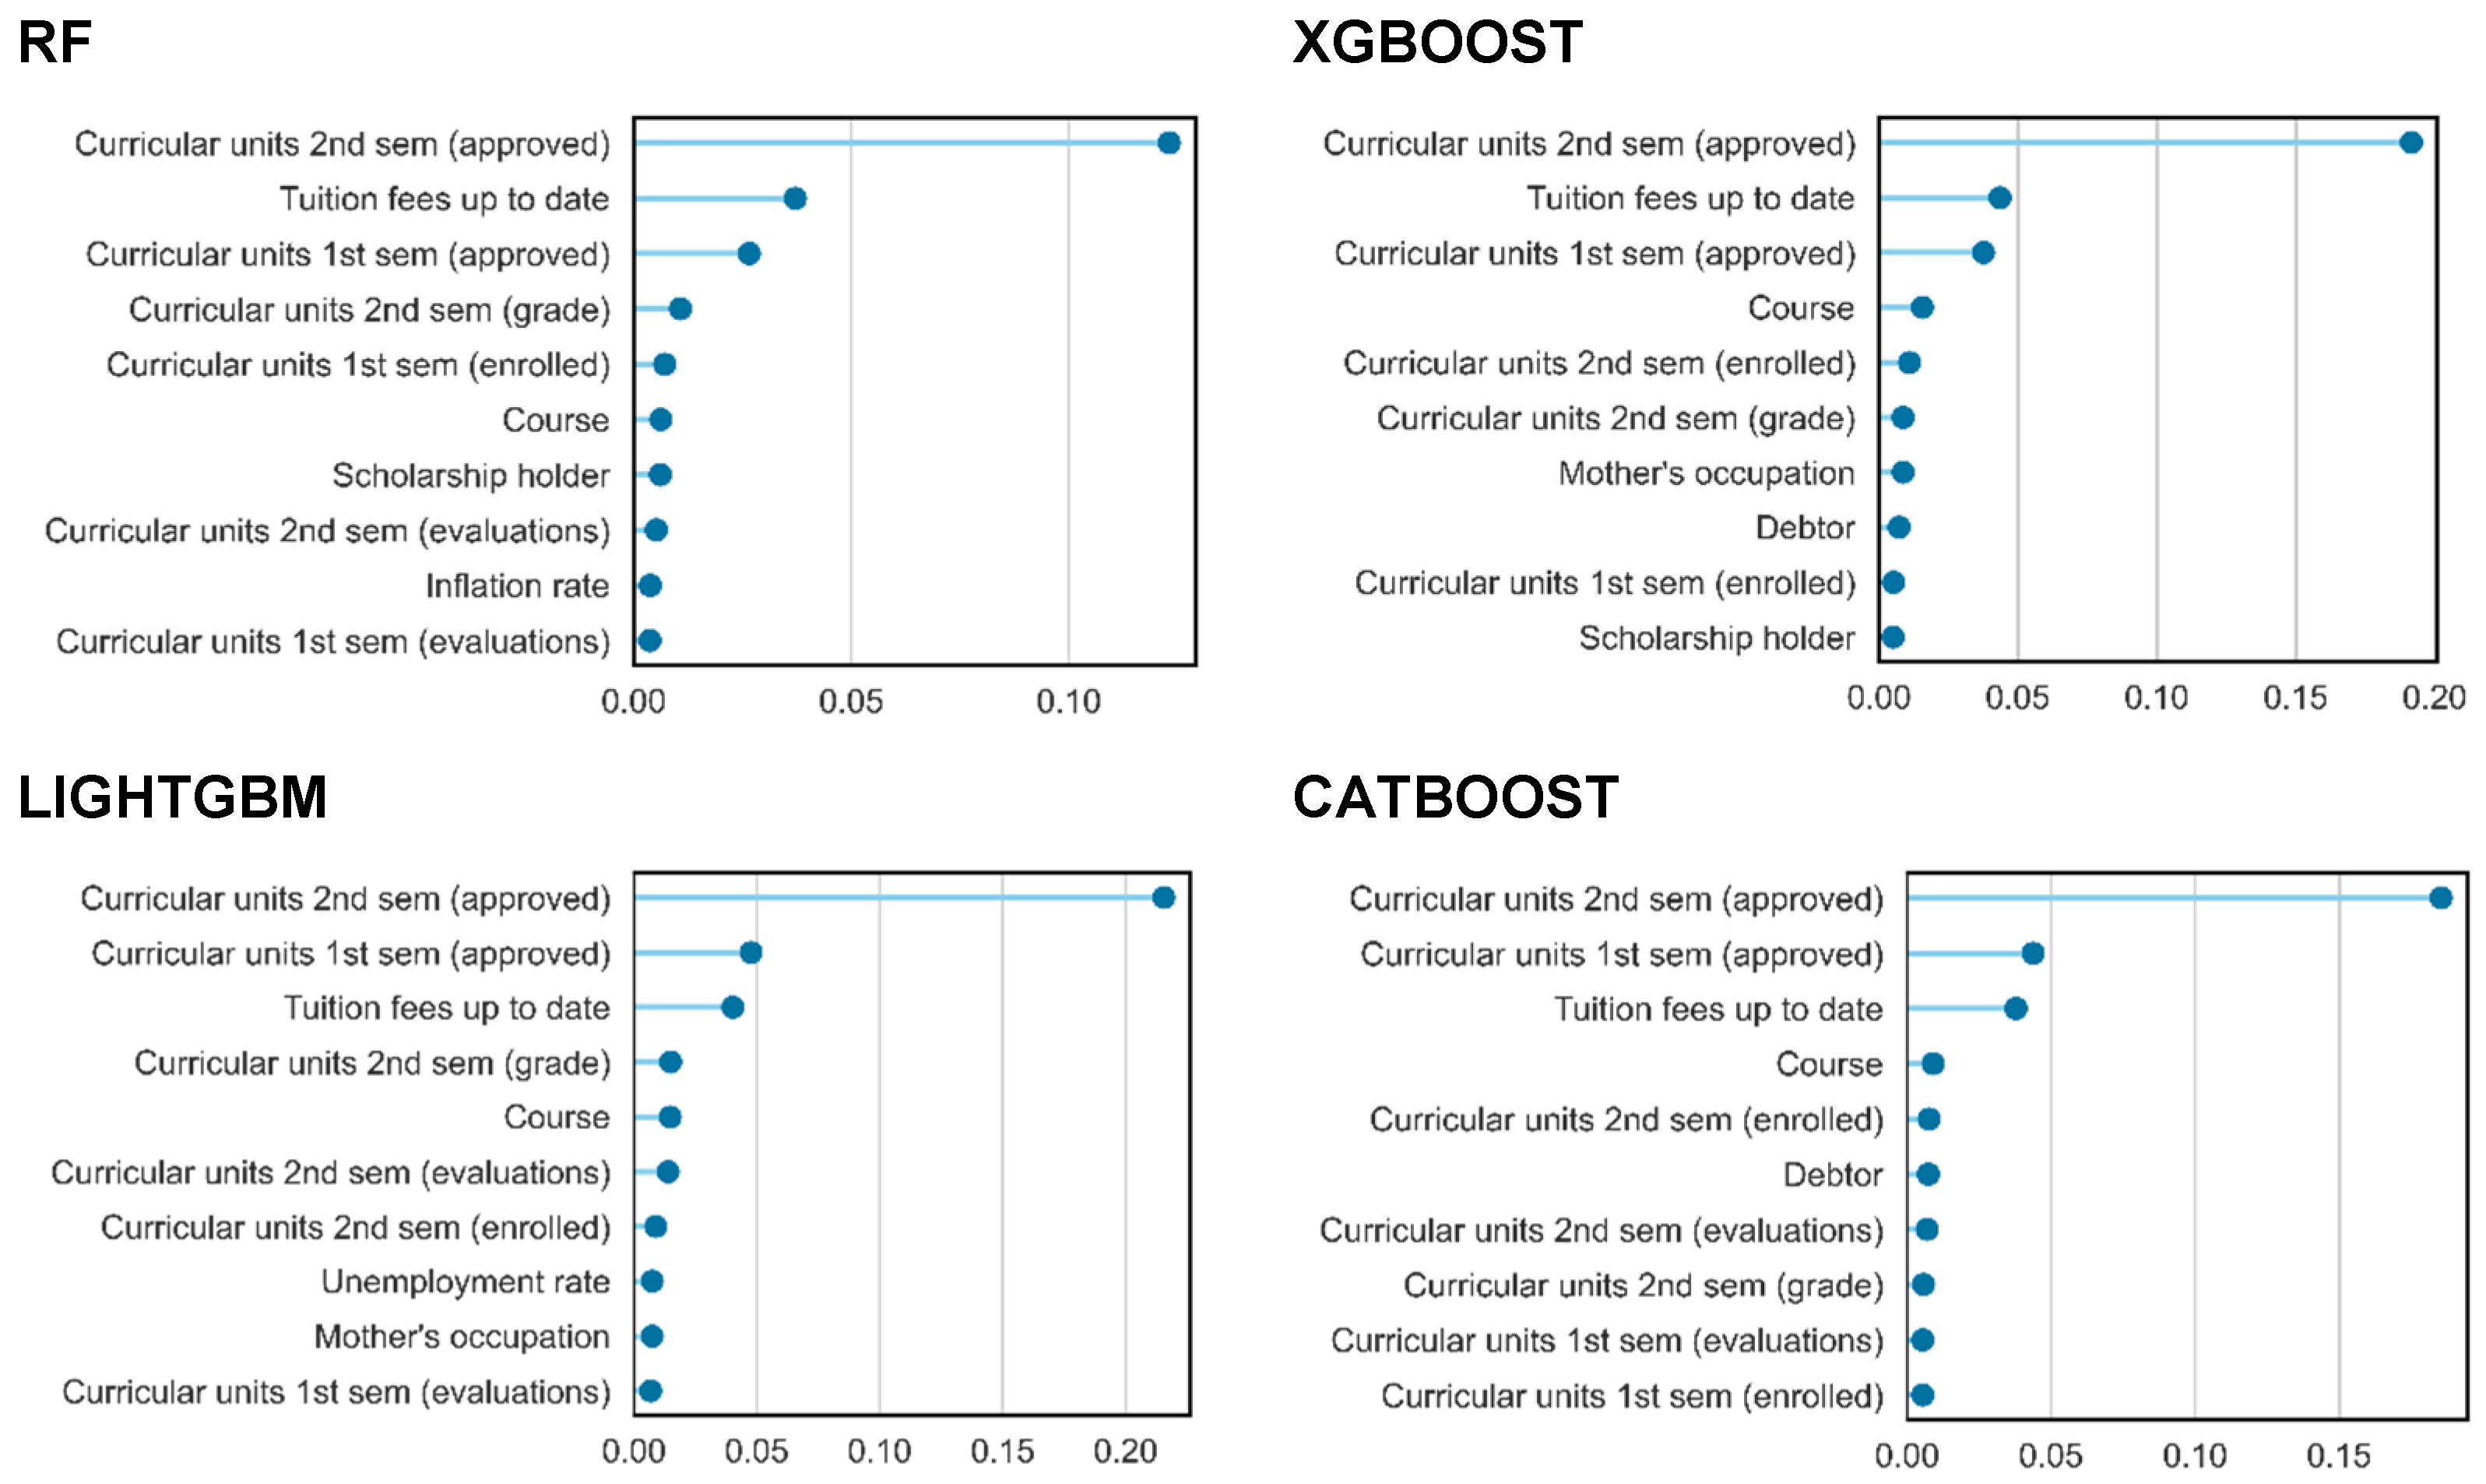 RF
Curricular units 2nd sem (approved)
Tuition fees up to date
Curricular units 1st sem (approved)
Curricular units 2nd sem (grade)
Curricular units 1st sem (enrolled)
Course
Scholarship holder
Curricular units 2nd sem (evaluations)
Inflation rate
Curricular units 1st sem (evaluations)
0.00 0.05 0.10
XGBOOST
Curricular units 2nd sem (approved)
Tuition fees up to date
Curricular units 1st sem (approved)
Course
Curricular units 2nd sem (enrolled)
Curricular units 2nd sem (grade)
Mother's occupation
Debtor
Curricular units 1st sem (enrolled)
Scholarship holder
0.00 0.05 0.10 0.15 0.20
LIGHTGBM
Curricular units 2nd sem (approved)
Curricular units 1st sem (approved)
Tuition fees up to date
Curricular units 2nd sem (grade)
Course
Curricular units 2nd sem (evaluations)
Curricular units 2nd sem (enrolled)
Unemployment rate
Mother's occupation
Curricular units 1st sem (evaluations)
0.00 0.05 0.10 0.15 0.20
CATBOOST
Curricular units 2nd sem (approved)
Curricular units 1st sem (approved)
Tuition fees up to date
Course
Curricular units 2nd sem (enrolled)
Debtor
Curricular units 2nd sem (evaluations)
Curricular units 2nd sem (grade)
Curricular units 1st sem (evaluations)
Curricular units 1st sem (enrolled)
0.00 0.05 0.10 0.15